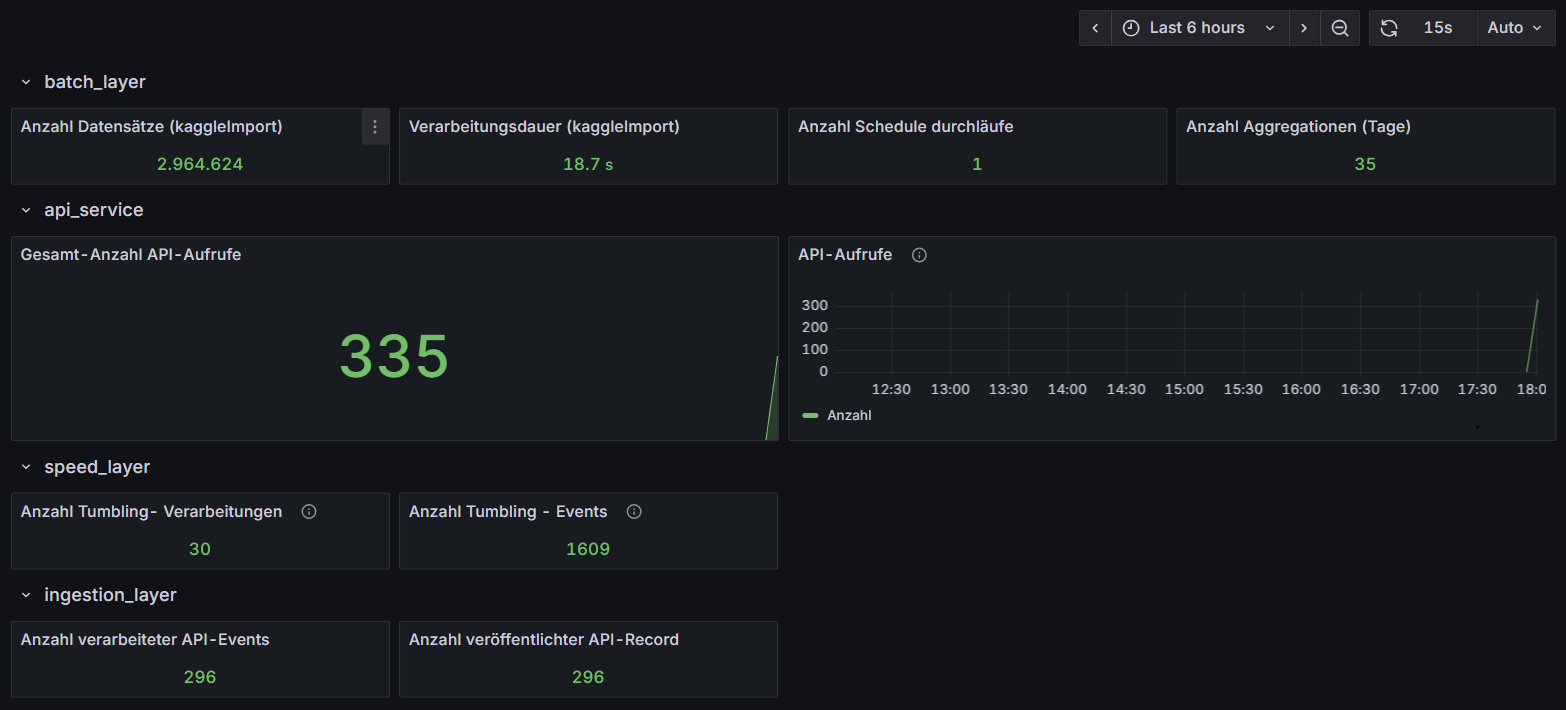 Last 6 hours 15s Auto
batch_layer
Anzahl Datensätze (kaggleImport)
2.964.624
Verarbeitungsdauer (kaggleImport)
18.7 s
Anzahl Schedule durchläufe
1
Anzahl Aggregationen (Tage)
35
api_service
Gesamt-Anzahl API-Aufrufe
335
API-Aufrufe
300
200
100
0
12:30 13:00 13:30 14:00 14:30 15:00 15:30 16:00 16:30 17:00 17:30 18:0
Anzahl
speed_layer
Anzahl Tumbling- Verarbeitungen
30
Anzahl Tumbling - Events
1609
ingestion_layer
Anzahl verarbeiteter API-Events
296
Anzahl veröffentlichter API-Record
296